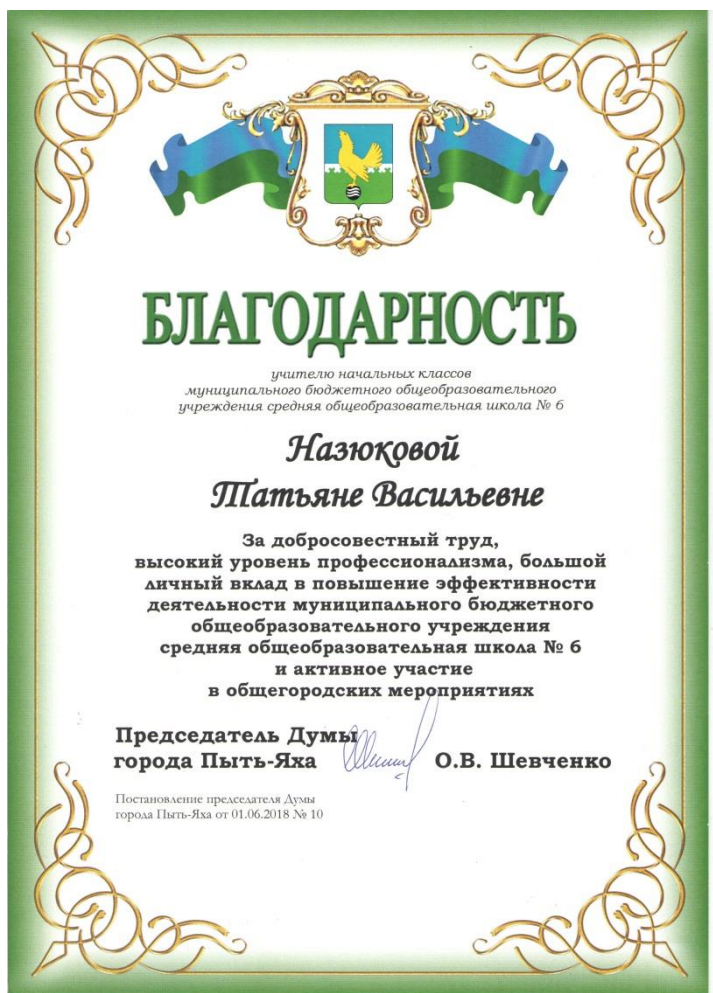 БЛАГОДАРНОСТЬ
учителю начальных классов
муниципального бюджетного общеобразовательного
учреждения средняя общеобразовательная школа № 6
Назюковой
Татьяне Васильевне
За добросовестный труд,
высокий уровень профессионализма, большой
личный вклад в повышение эффективности
деятельности муниципального бюджетного
общеобразовательного учреждения
средняя общеобразовательная школа № 6
и активное участие
в общегородских мероприятиях
Председатель Думы
города Пыть-Яха О.В. Шевченко
Постановление председателя Думы
города Пыть-Яха от 01.06.2018 № 10